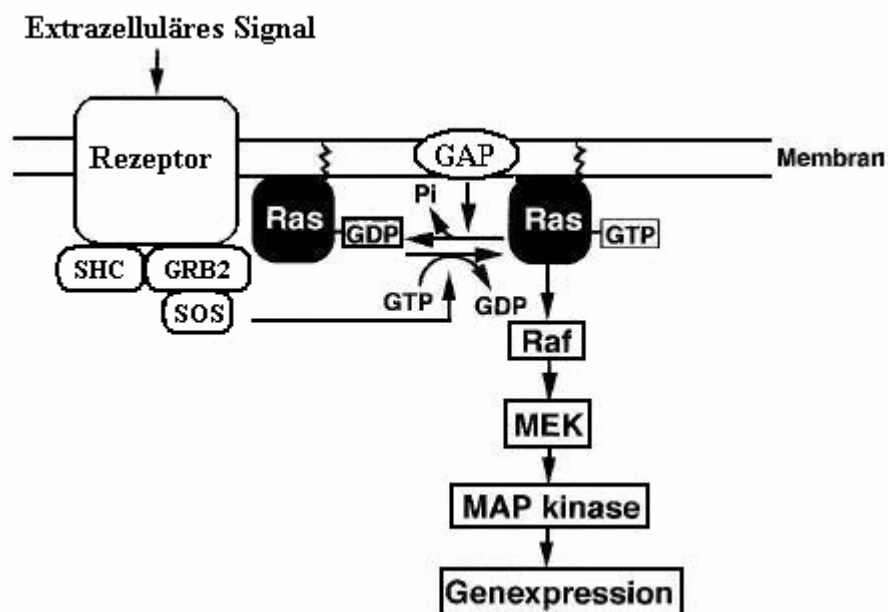 Extrazelluläres Signal
Rezeptor
GAP
Membran
Pi
Ras
GDP
Ras
GTP
SHC
GRB2
SOS
GTP
GDP
Raf
MEK
MAP kinase
Genexpression